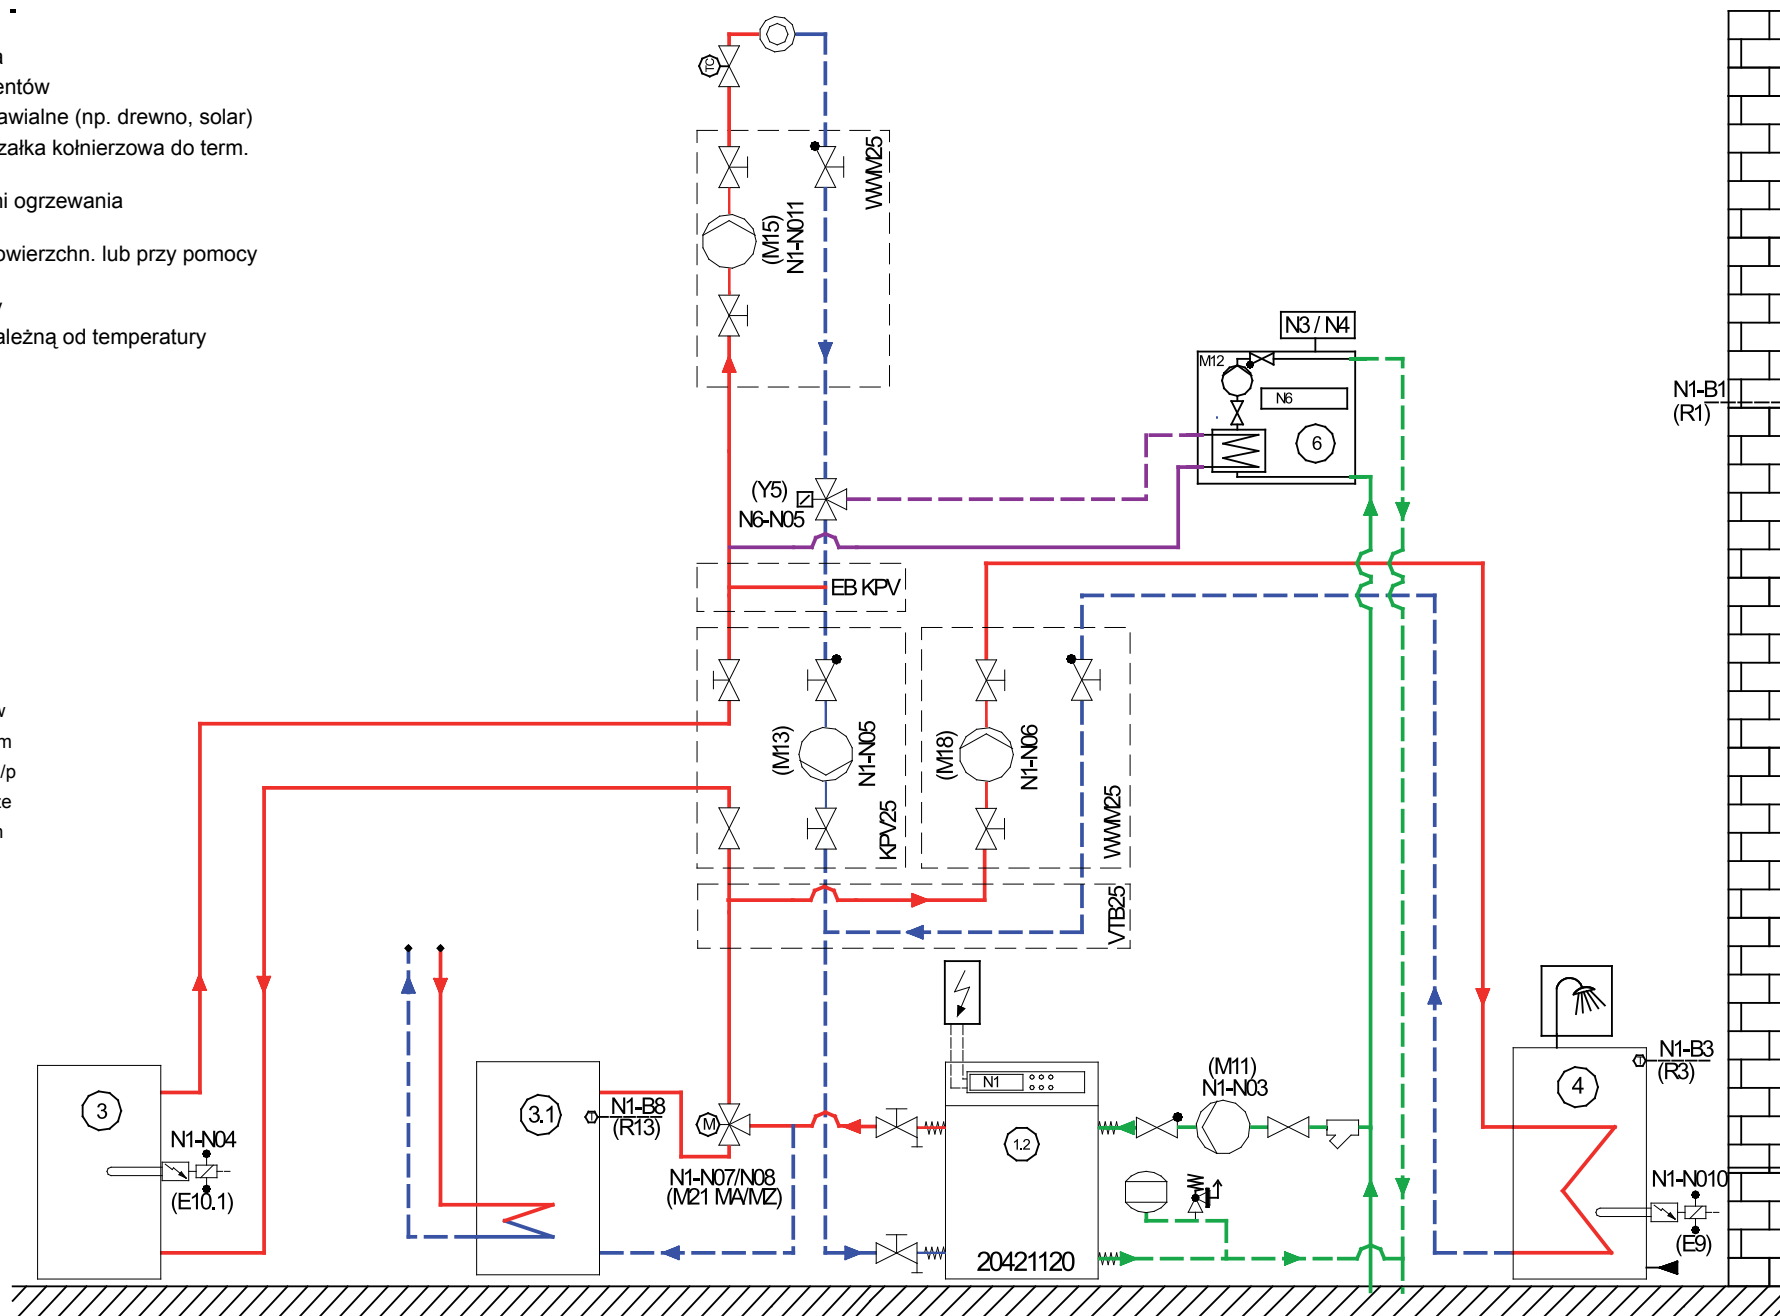 a
entów
awialne (np. drewno, solar)
załka kołnierzowa do term.
ni ogrzewania
owierzchn. lub przy pomocy
y
ależną od temperatury
w
m
/p
te
n
TC
WWM25
(M15)
N1-N011
N3 / N4
M12
N6
6
N1-B1
(R1)
(Y5)
N6-N05
EB KPV
(M13)
N1-N05
KPV25
(M18)
N1-N06
WWM25
VTB25
3
N1-N04
(E10.1)
3.1
T
N1-B8
(R13)
M
N1-N07/N08
(M21 MA/MZ)
N1
1.2
20421120
(M11)
N1-N03
4
T
N1-B3
(R3)
N1-N010
(E9)